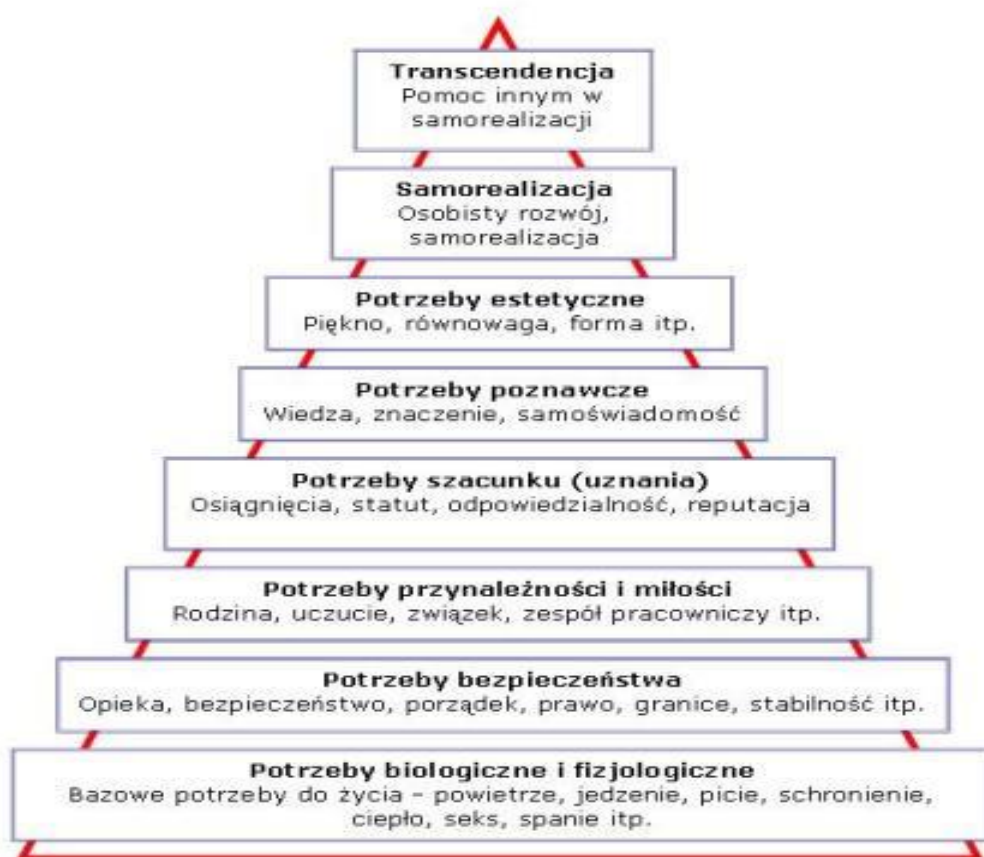 Transcendencja
Pomoc innym w
samorealizacji
Samorealizacja
Osobisty rozwój,
samorealizacja
Potrzeby estetyczne
Piękno, równowaga, forma itp.
Potrzeby poznawcze
Wiedza, znaczenie, samoświadomość
Potrzeby szacunku (uznania)
Osiągnięcia, statut, odpowiedzialność, reputacja
Potrzeby przynależności i miłości
Rodzina, uczucie, związek, zespół pracowniczy itp.
Potrzeby bezpieczeństwa
Opieka, bezpieczeństwo, porządek, prawo, granice, stabilność itp.
Potrzeby biologiczne i fizjologiczne
Bazowe potrzeby do życia - powietrze, jedzenie, picie, schronienie,
ciepło, seks, spanie itp.